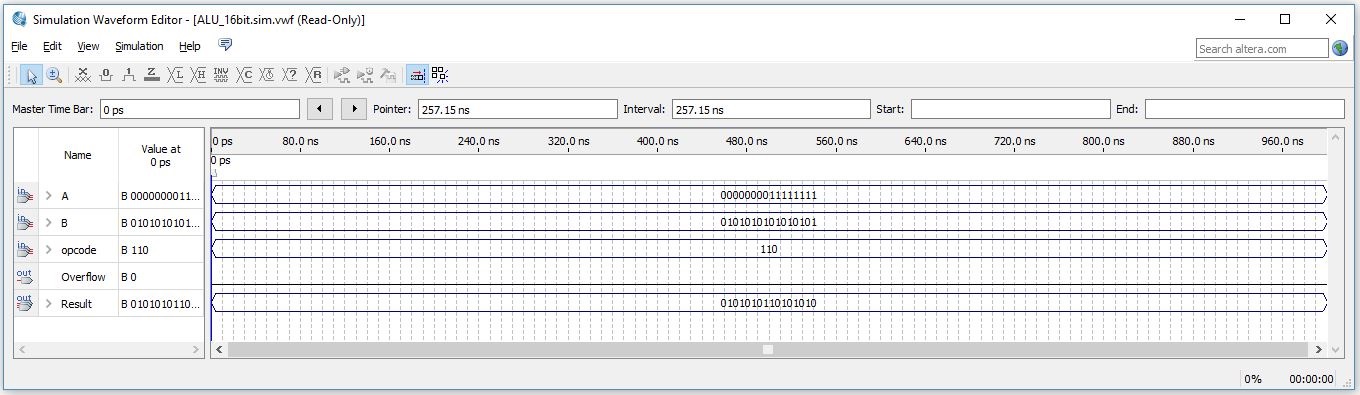 Simulation Waveform Editor - [ALU_16bit.sim.vwf (Read-Only)]
File Edit View Simulation Help
Search altera.com
Master Time Bar: 0 ps Pointer: 257.15 ns Interval: 257.15 ns Start: End:
Name Value at 0 ps
0 ps 80.0 ns 160.0 ns 240.0 ns 320.0 ns 400.0 ns 480.0 ns 560.0 ns 640.0 ns 720.0 ns 800.0 ns 880.0 ns 960.0 ns
0 ps
in A B 0000000011... 0000000011111111
in B B 0101010101... 0101010101010101
in opcode B 110 110
out Overflow B 0
out Result B 0101010110... 0101010110101010
0% 00:00:00